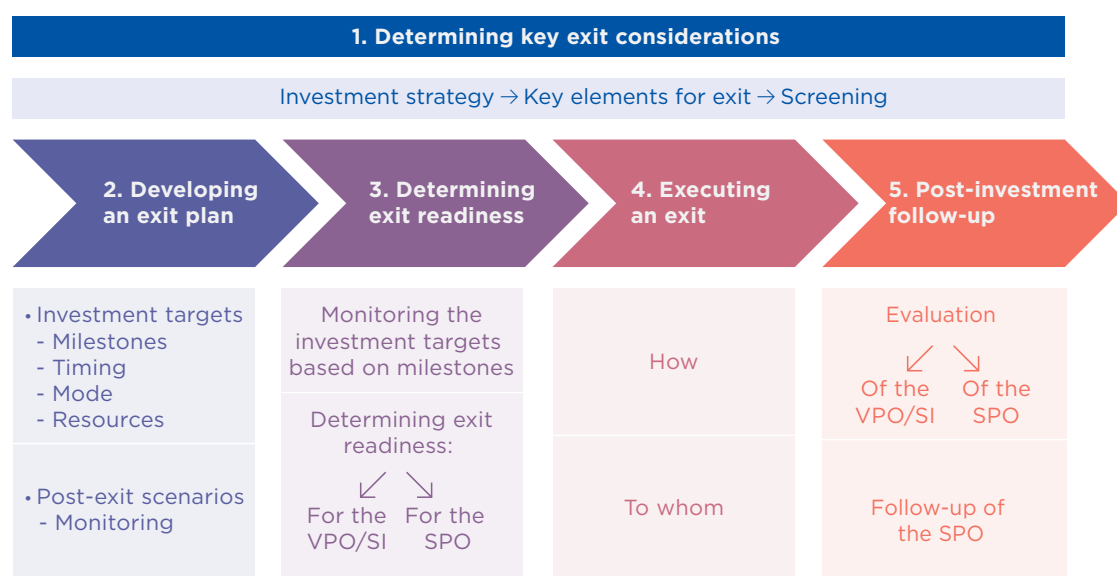 1. Determining key exit considerations
Investment strategy → Key elements for exit → Screening
2. Developing
an exit plan
3. Determining
exit readiness
4. Executing
an exit
5. Post-investment
follow-up
• Investment targets
- Milestones
- Timing
- Mode
- Resources
• Post-exit scenarios
- Monitoring
Monitoring the
investment targets
based on milestones
Determining exit
readiness:
For the
VPO/SI
For the
SPO
How
To whom
Evaluation
Of the
VPO/SI
Of the
SPO
Follow-up of
the SPO